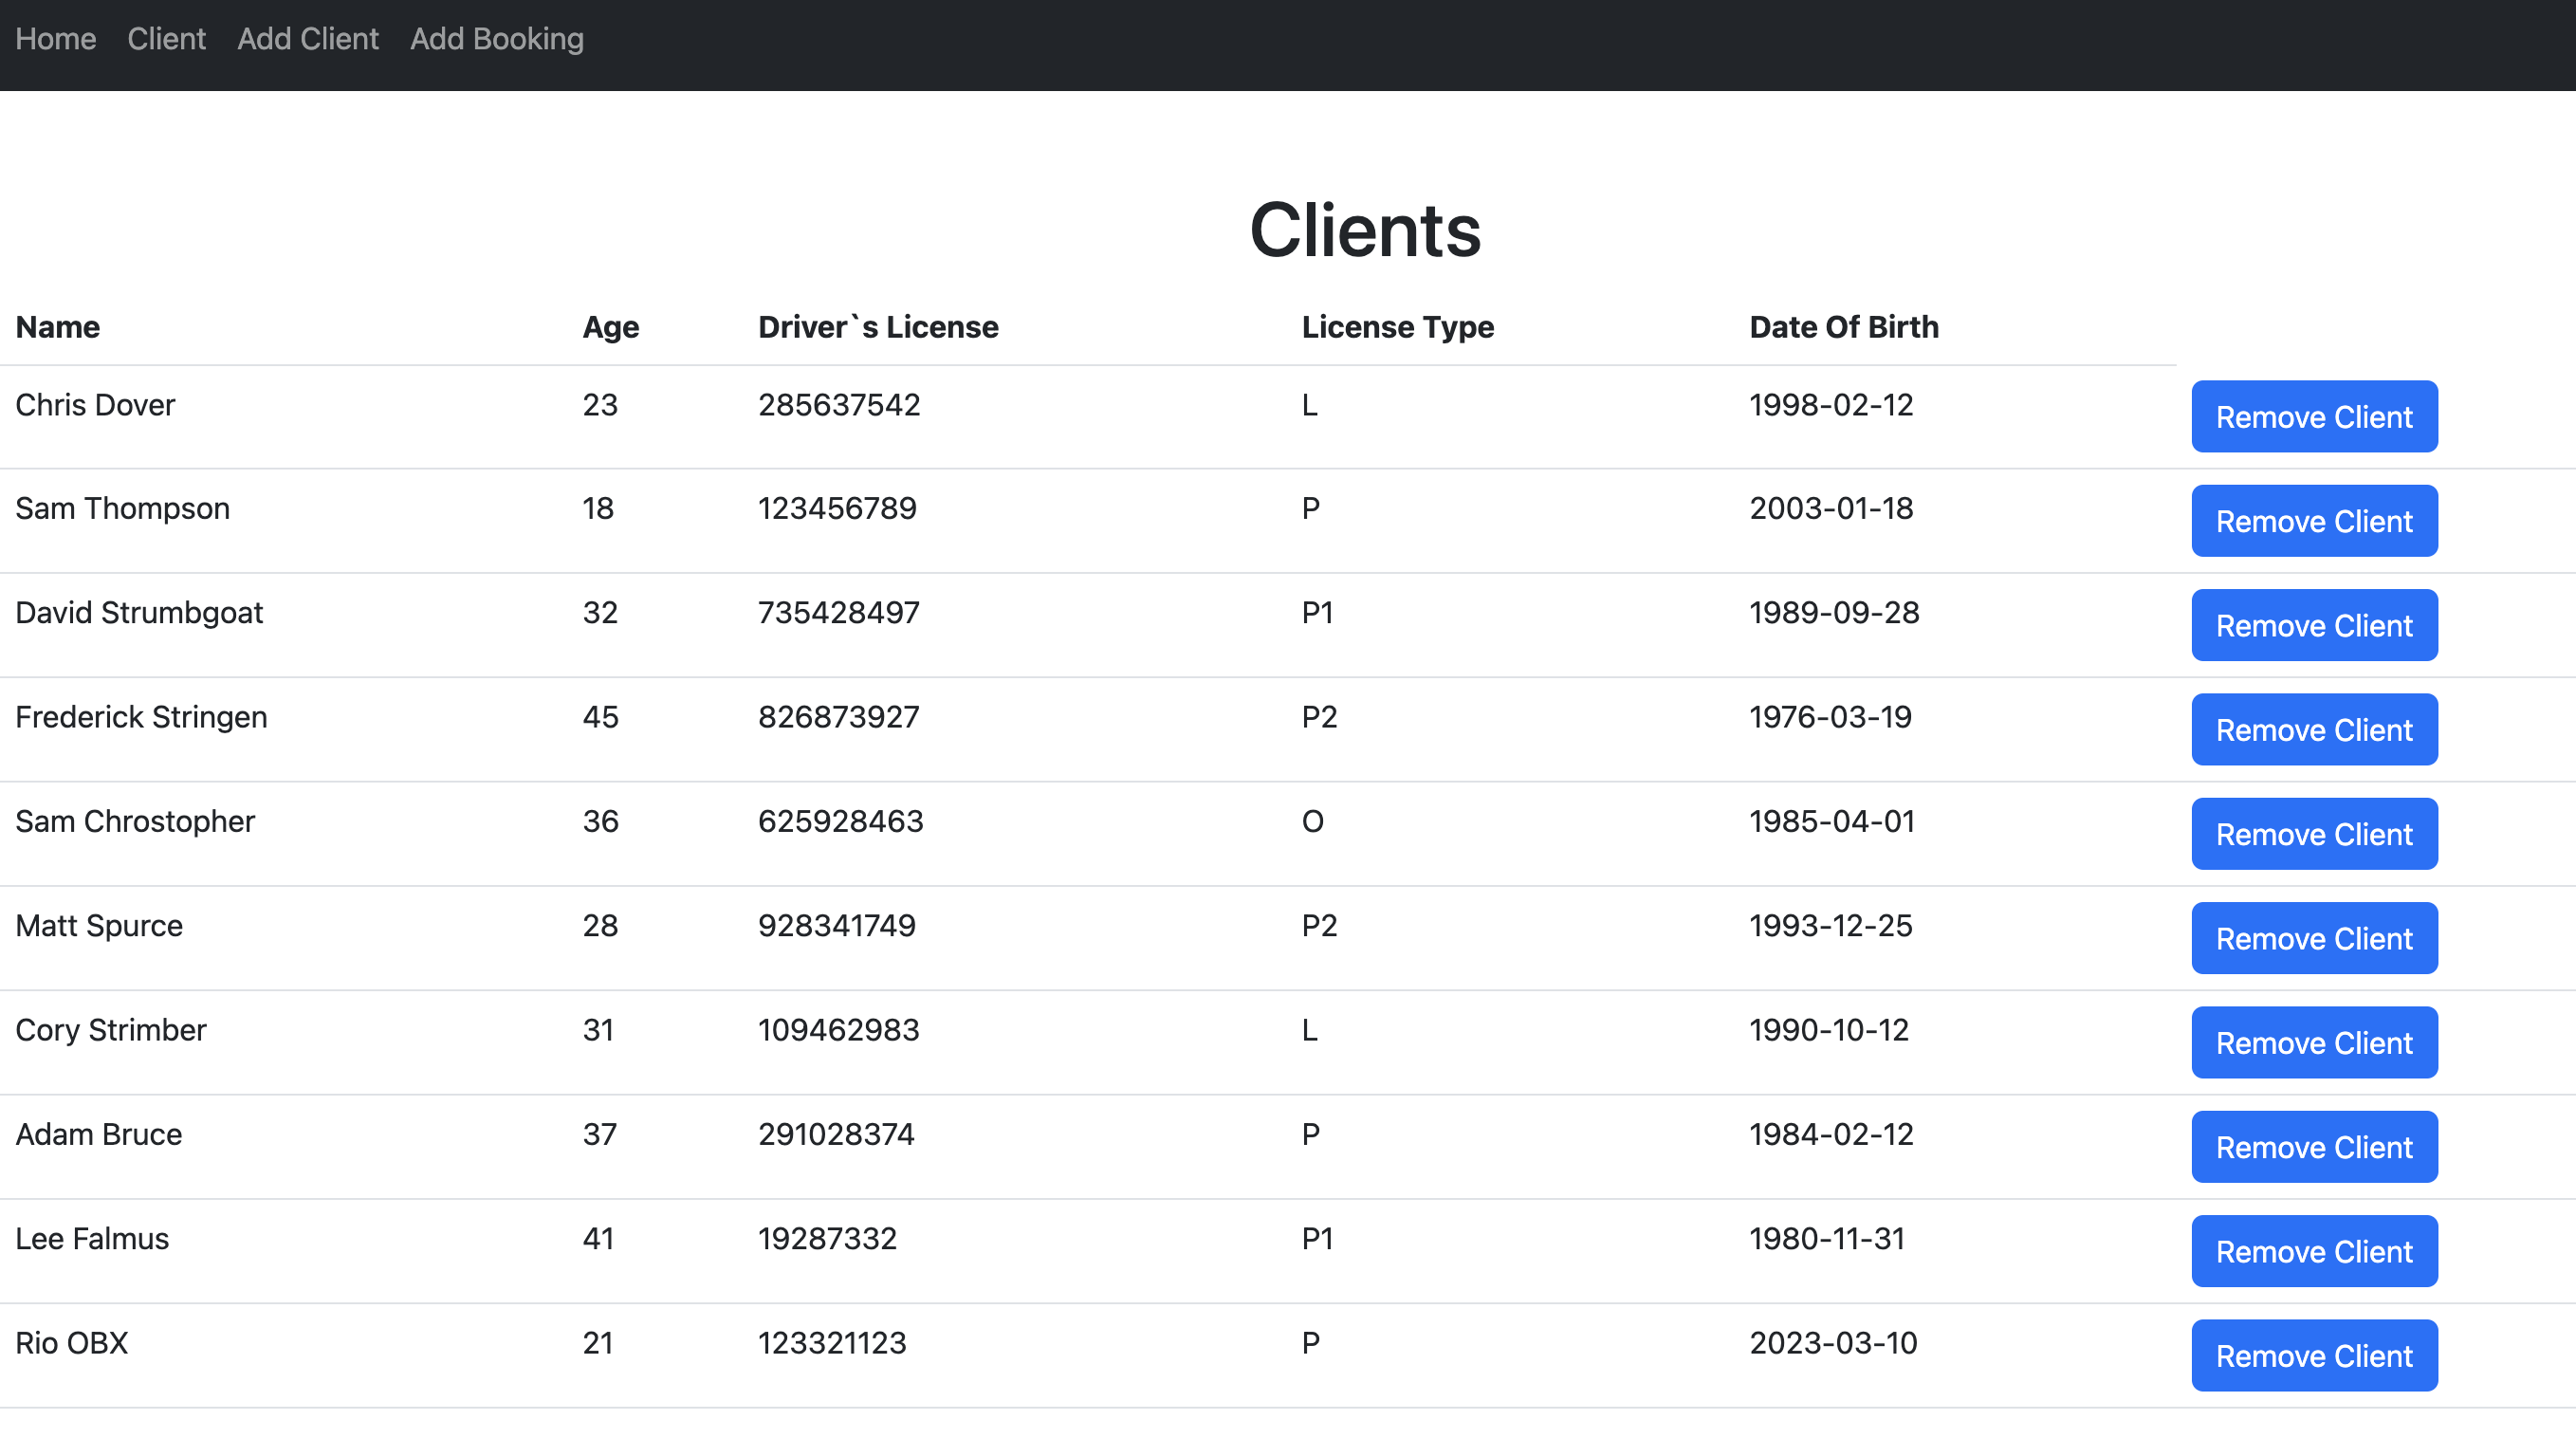 Home Client Add Client Add Booking
Clients
Name Age Driver`s License License Type Date Of Birth
Chris Dover 23 285637542 L 1998-02-12 Remove Client
Sam Thompson 18 123456789 P 2003-01-18 Remove Client
David Strumbgoat 32 735428497 P1 1989-09-28 Remove Client
Frederick Stringen 45 826873927 P2 1976-03-19 Remove Client
Sam Chrostopher 36 625928463 O 1985-04-01 Remove Client
Matt Spurce 28 928341749 P2 1993-12-25 Remove Client
Cory Strimber 31 109462983 L 1990-10-12 Remove Client
Adam Bruce 37 291028374 P 1984-02-12 Remove Client
Lee Falmus 41 19287332 P1 1980-11-31 Remove Client
Rio OBX 21 123321123 P 2023-03-10 Remove Client